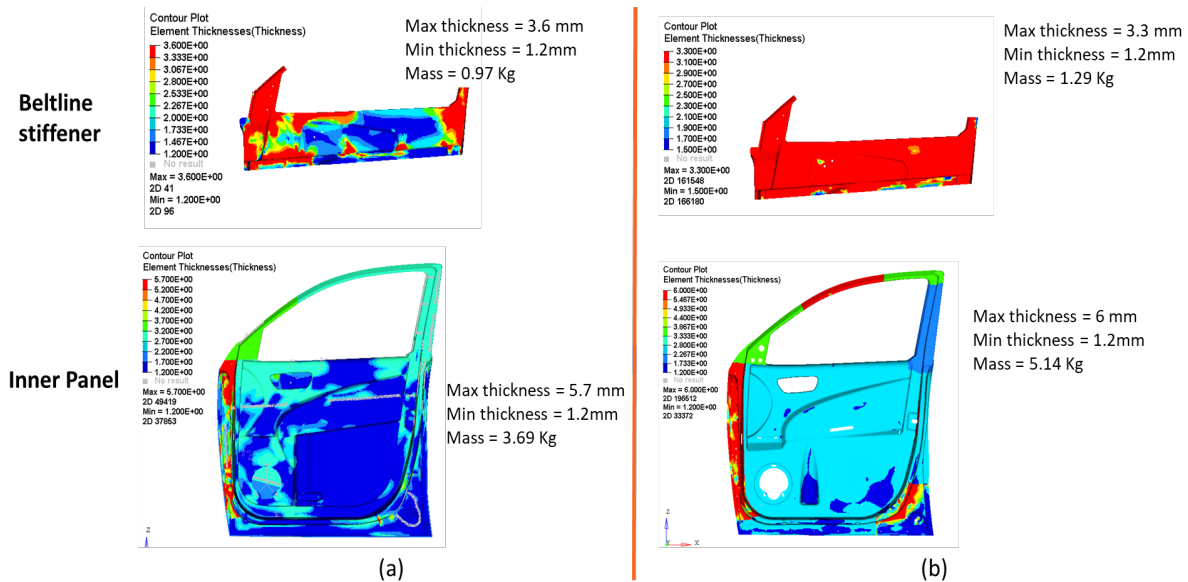 Beltline
stiffener
Contour Plot
Element Thicknesses(Thickness)
3.600E+00
3.333E+00
3.067E+00
2.800E+00
2.533E+00
2.267E+00
2.000E+00
1.733E+00
1.467E+00
1.200E+00
No result
Max = 3.600E+00
2D 41
Min = 1.200E+00
2D 96
Max thickness = 3.6 mm
Min thickness = 1.2mm
Mass = 0.97 Kg
Contour Plot
Element Thicknesses(Thickness)
3.300E+00
3.100E+00
2.900E+00
2.700E+00
2.500E+00
2.300E+00
2.100E+00
1.900E+00
1.700E+00
1.500E+00
No result
Max = 3.300E+00
2D 161548
Min = 1.500E+00
2D 166180
Max thickness = 3.3 mm
Min thickness = 1.2mm
Mass = 1.29 Kg
Inner Panel
Contour Plot
Element Thicknesses(Thickness)
5.700E+00
5.200E+00
4.700E+00
4.200E+00
3.700E+00
3.200E+00
2.700E+00
2.200E+00
1.700E+00
1.200E+00
No result
Max = 5.700E+00
2D 49419
Min = 1.200E+00
2D 37853
Z
Max thickness = 5.7 mm
Min thickness = 1.2mm
Mass = 3.69 Kg
(a)
Contour Plot
Element Thicknesses(Thickness)
6.000E+00
5.467E+00
4.933E+00
4.400E+00
3.867E+00
3.333E+00
2.800E+00
2.267E+00
1.733E+00
1.200E+00
No result
Max = 6.000E+00
2D 196512
Min = 1.200E+00
2D 33372
Z
Y
X
Max thickness = 6 mm
Min thickness = 1.2mm
Mass = 5.14 Kg
(b)